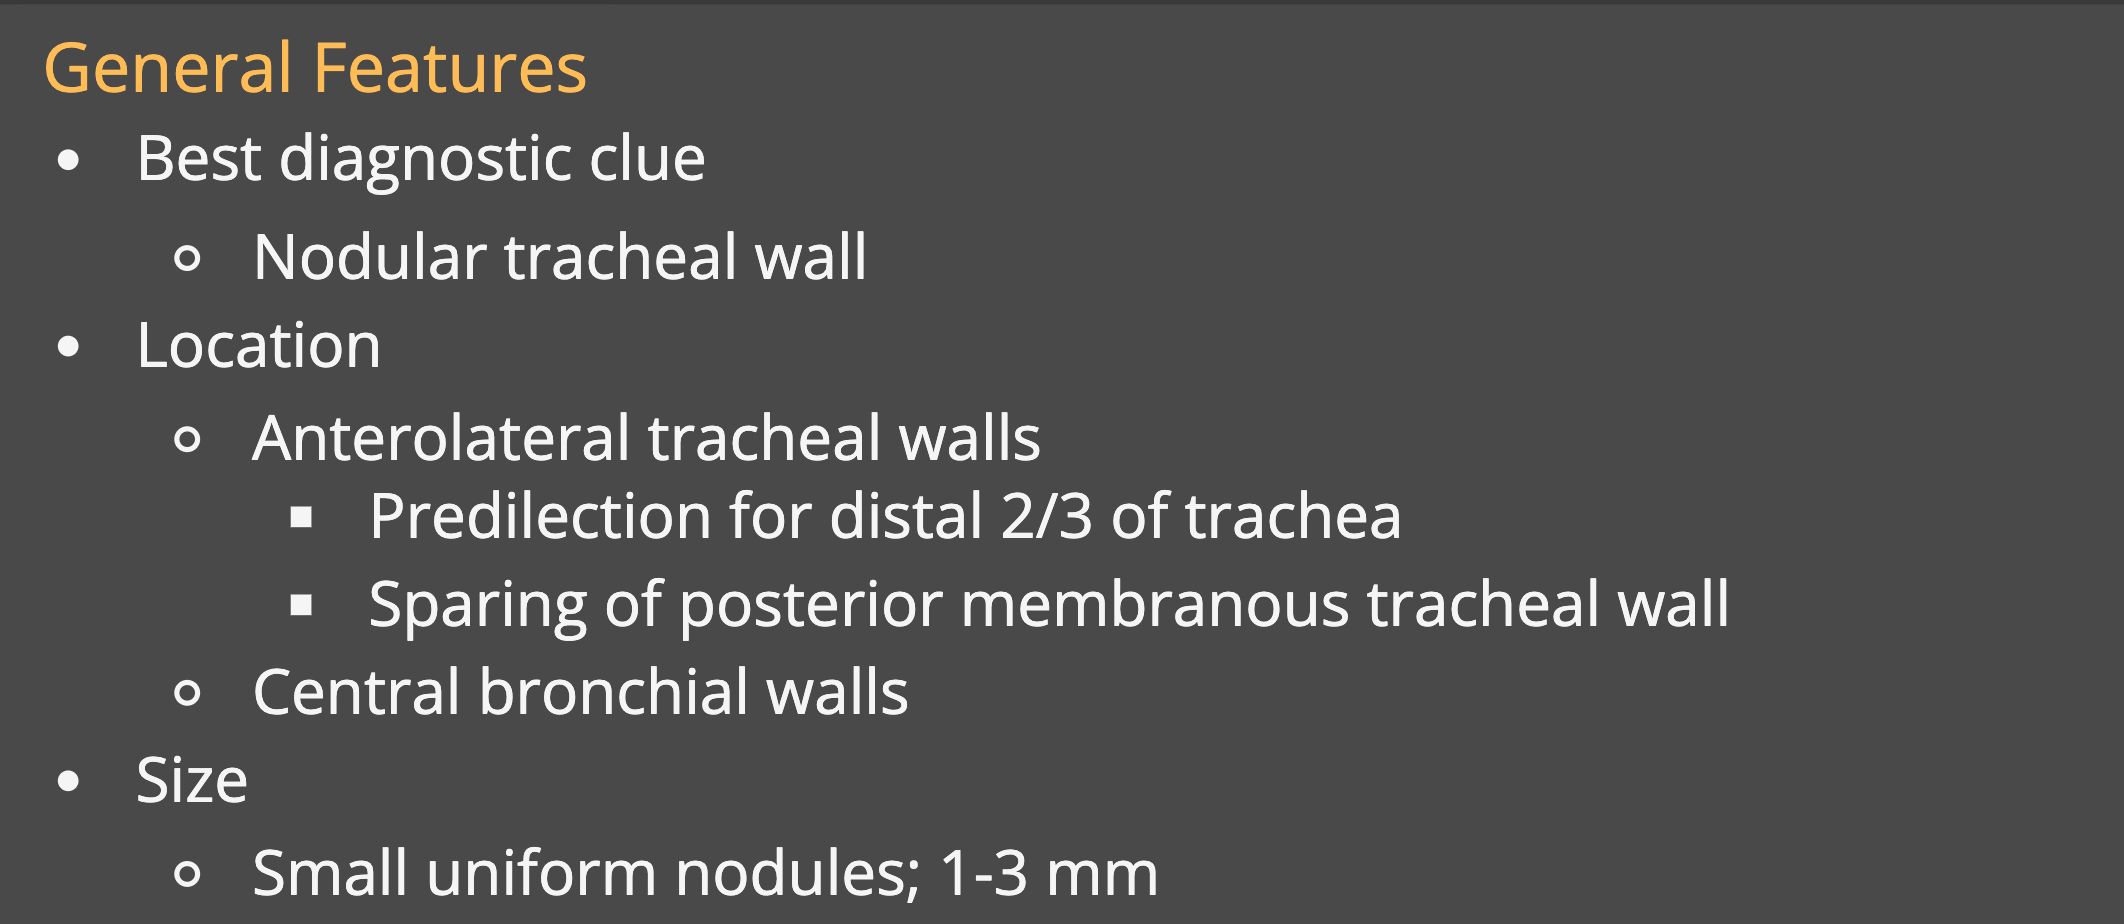 General Features
• Best diagnostic clue
○ Nodular tracheal wall
• Location
○ Anterolateral tracheal walls
▪ Predilection for distal 2/3 of trachea
▪ Sparing of posterior membranous tracheal wall
○ Central bronchial walls
• Size
○ Small uniform nodules; 1-3 mm